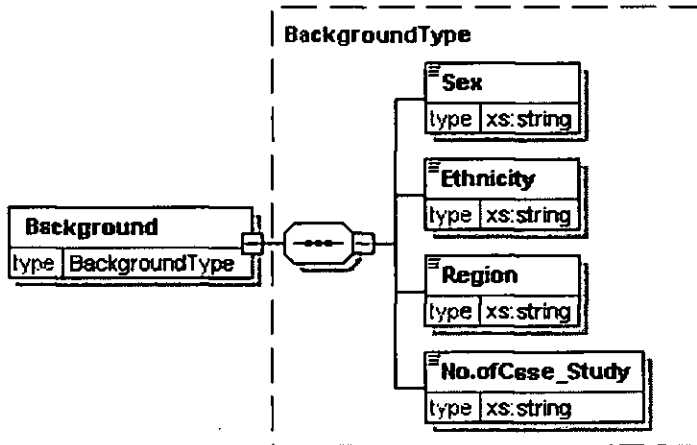 BackgroundType
Sex
type xs:string
Ethnicity
type xs:string
Background
type BackgroundType
Region
type xs:string
No.ofCase_Study
type xs:string